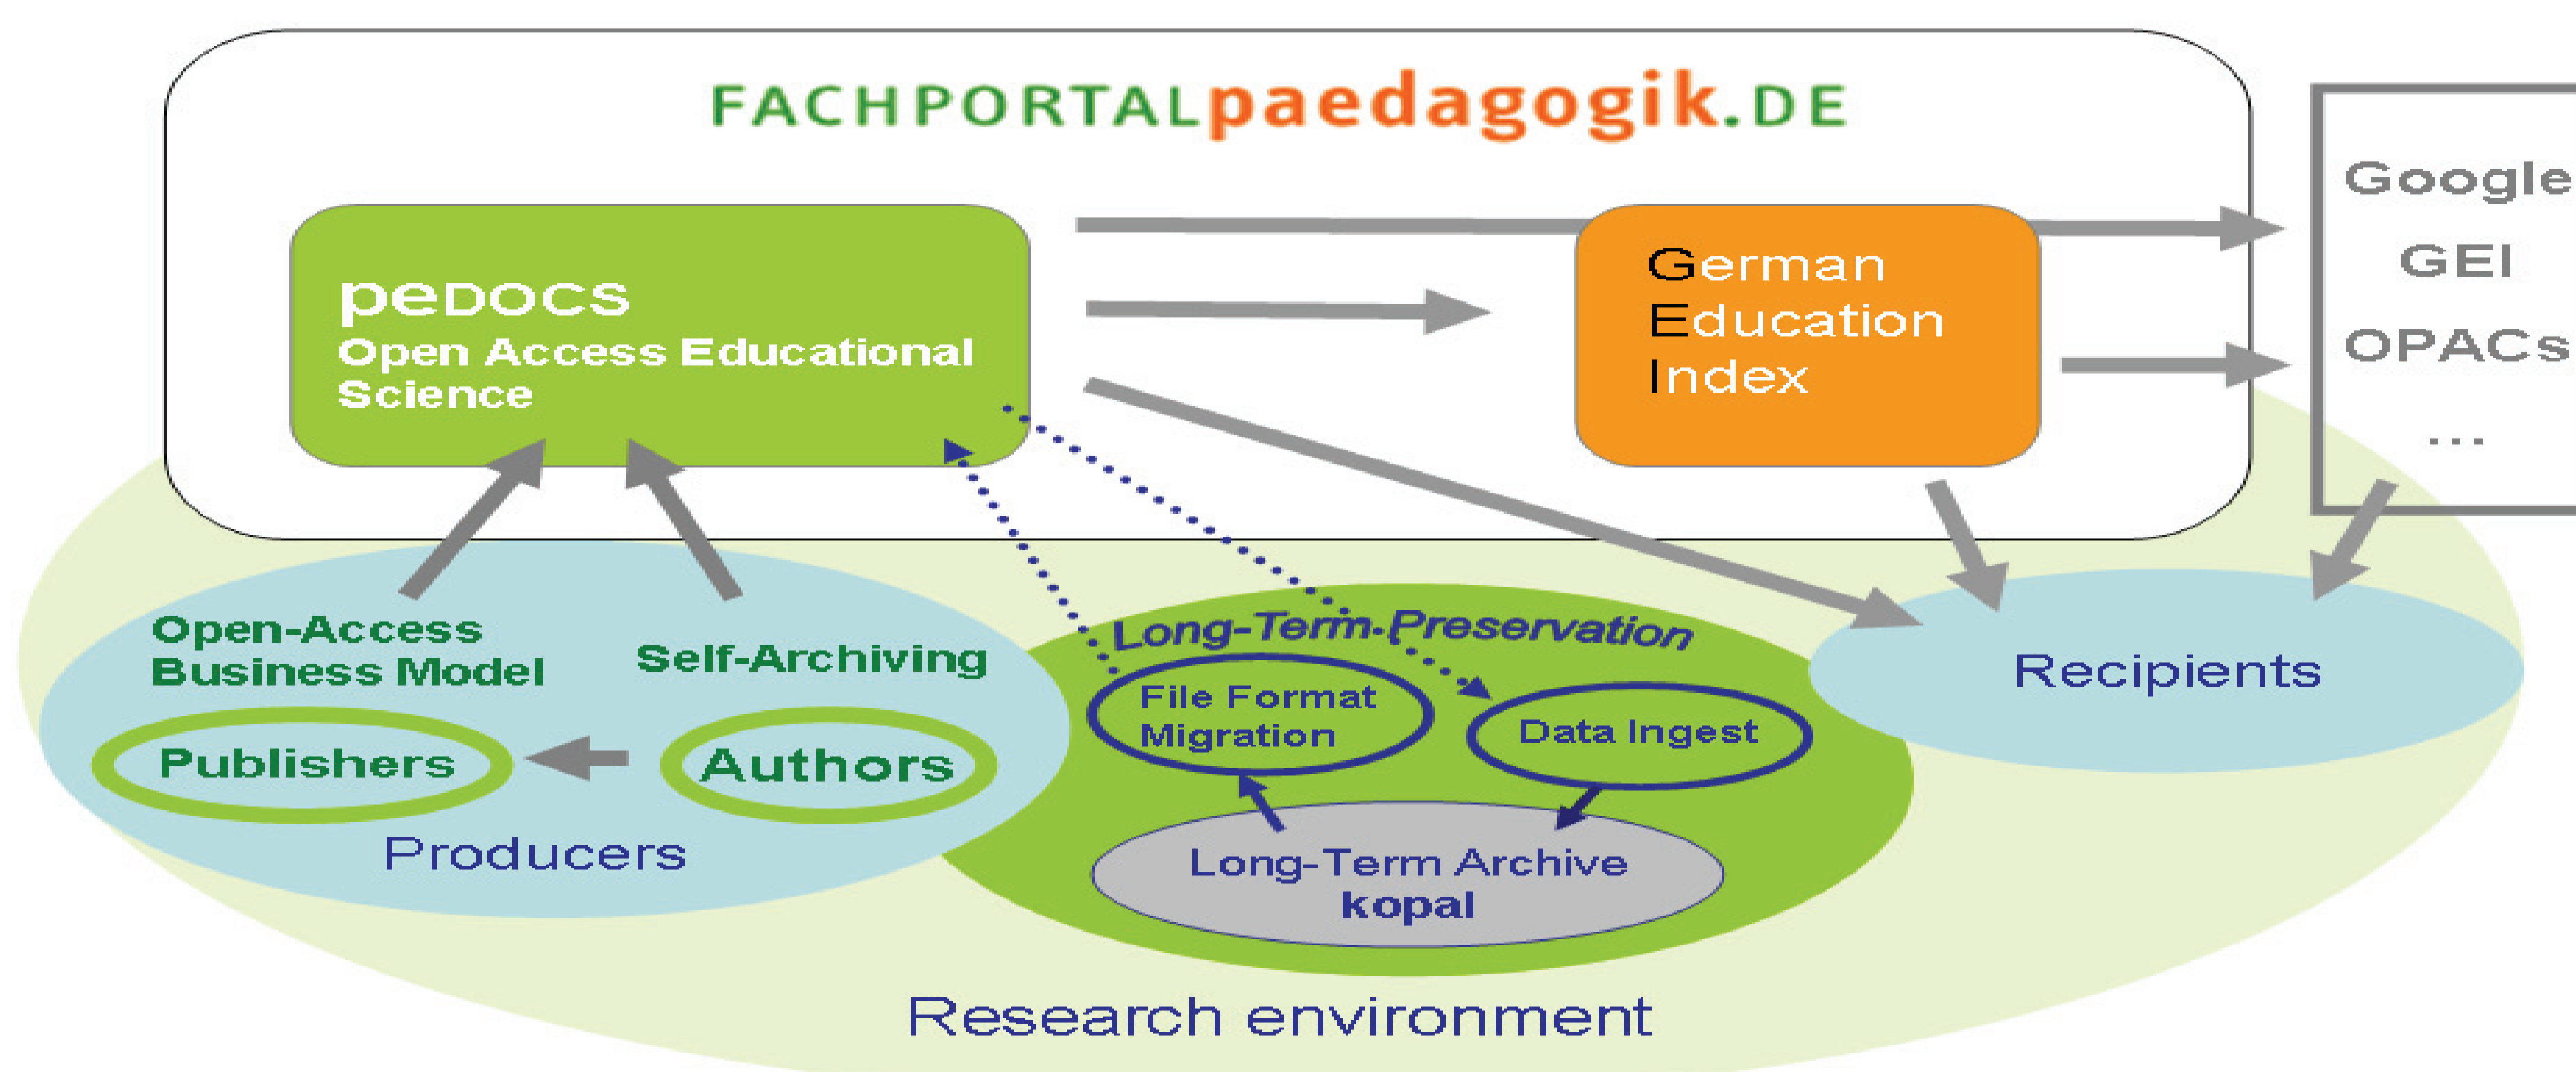 FACHPORTALpaedagogik.DE
peDOCS
Open Access Educational
Science
German
Education
Index
Google
GEI
OPACs
...
Open-Access
Business Model
Self-Archiving
Publishers
Authors
Producers
Long-Term Preservation
File Format
Migration
Data Ingest
Long-Term Archive
kopal
Recipients
Research environment